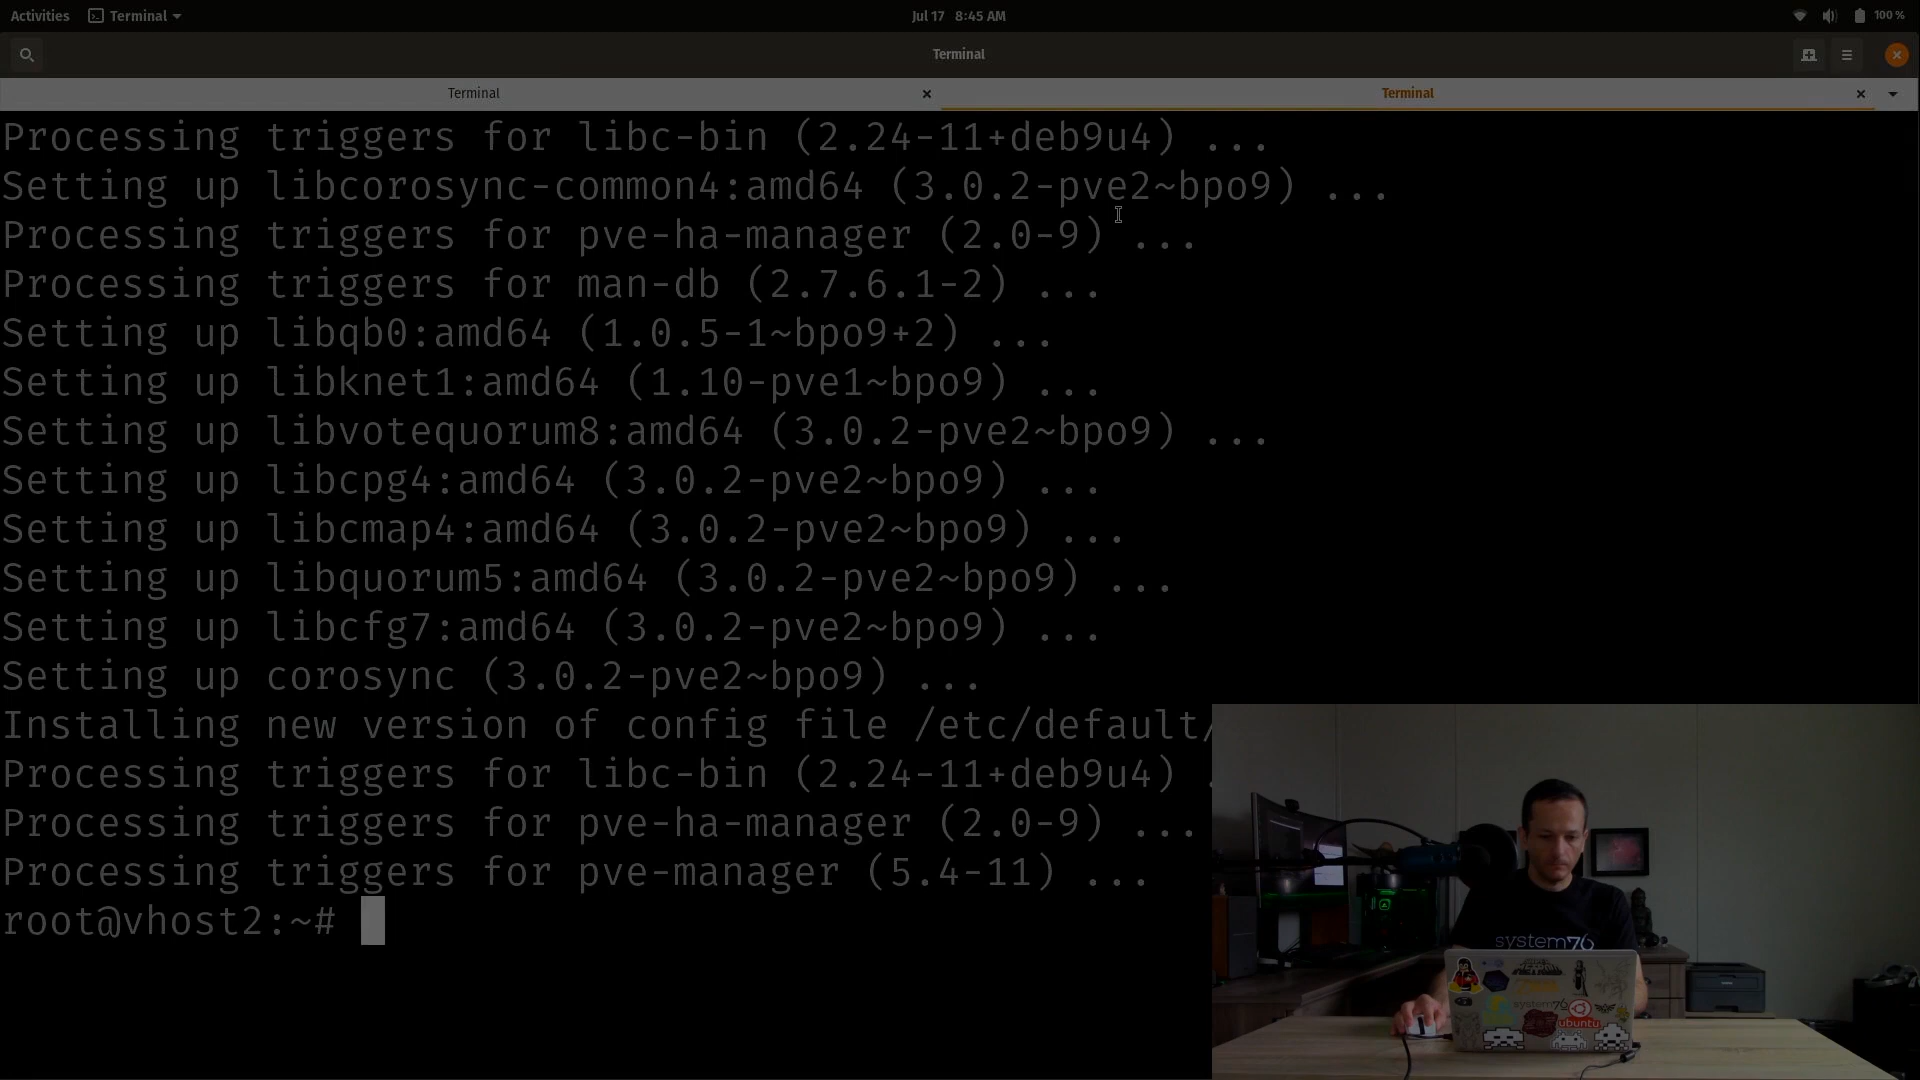 Activities
Terminal
Jul 17 8:45 AM
100 %
Terminal
Terminal
Terminal
Processing triggers for libc-bin (2.24-11+deb9u4) ...
Setting up libcorosync-common4:amd64 (3.0.2-pve2~bpo9) ...
Processing triggers for pve-ha-manager (2.0-9) ...
Processing triggers for man-db (2.7.6.1-2) ...
Setting up libqb0:amd64 (1.0.5-1~bpo9+2) ...
Setting up libknet1:amd64 (1.10-pve1~bpo9) ...
Setting up libvotequorum8:amd64 (3.0.2-pve2~bpo9) ...
Setting up libcpg4:amd64 (3.0.2-pve2~bpo9) ...
Setting up libcmap4:amd64 (3.0.2-pve2~bpo9) ...
Setting up libquorum5:amd64 (3.0.2-pve2~bpo9) ...
Setting up libcfg7:amd64 (3.0.2-pve2~bpo9) ...
Setting up corosync (3.0.2-pve2~bpo9) ...
Installing new version of config file /etc/default/
Processing triggers for libc-bin (2.24-11+deb9u4) .
Processing triggers for pve-ha-manager (2.0-9) ...
Processing triggers for pve-manager (5.4-11) ...
root@vhost2:~#
system76
system76
ubuntu